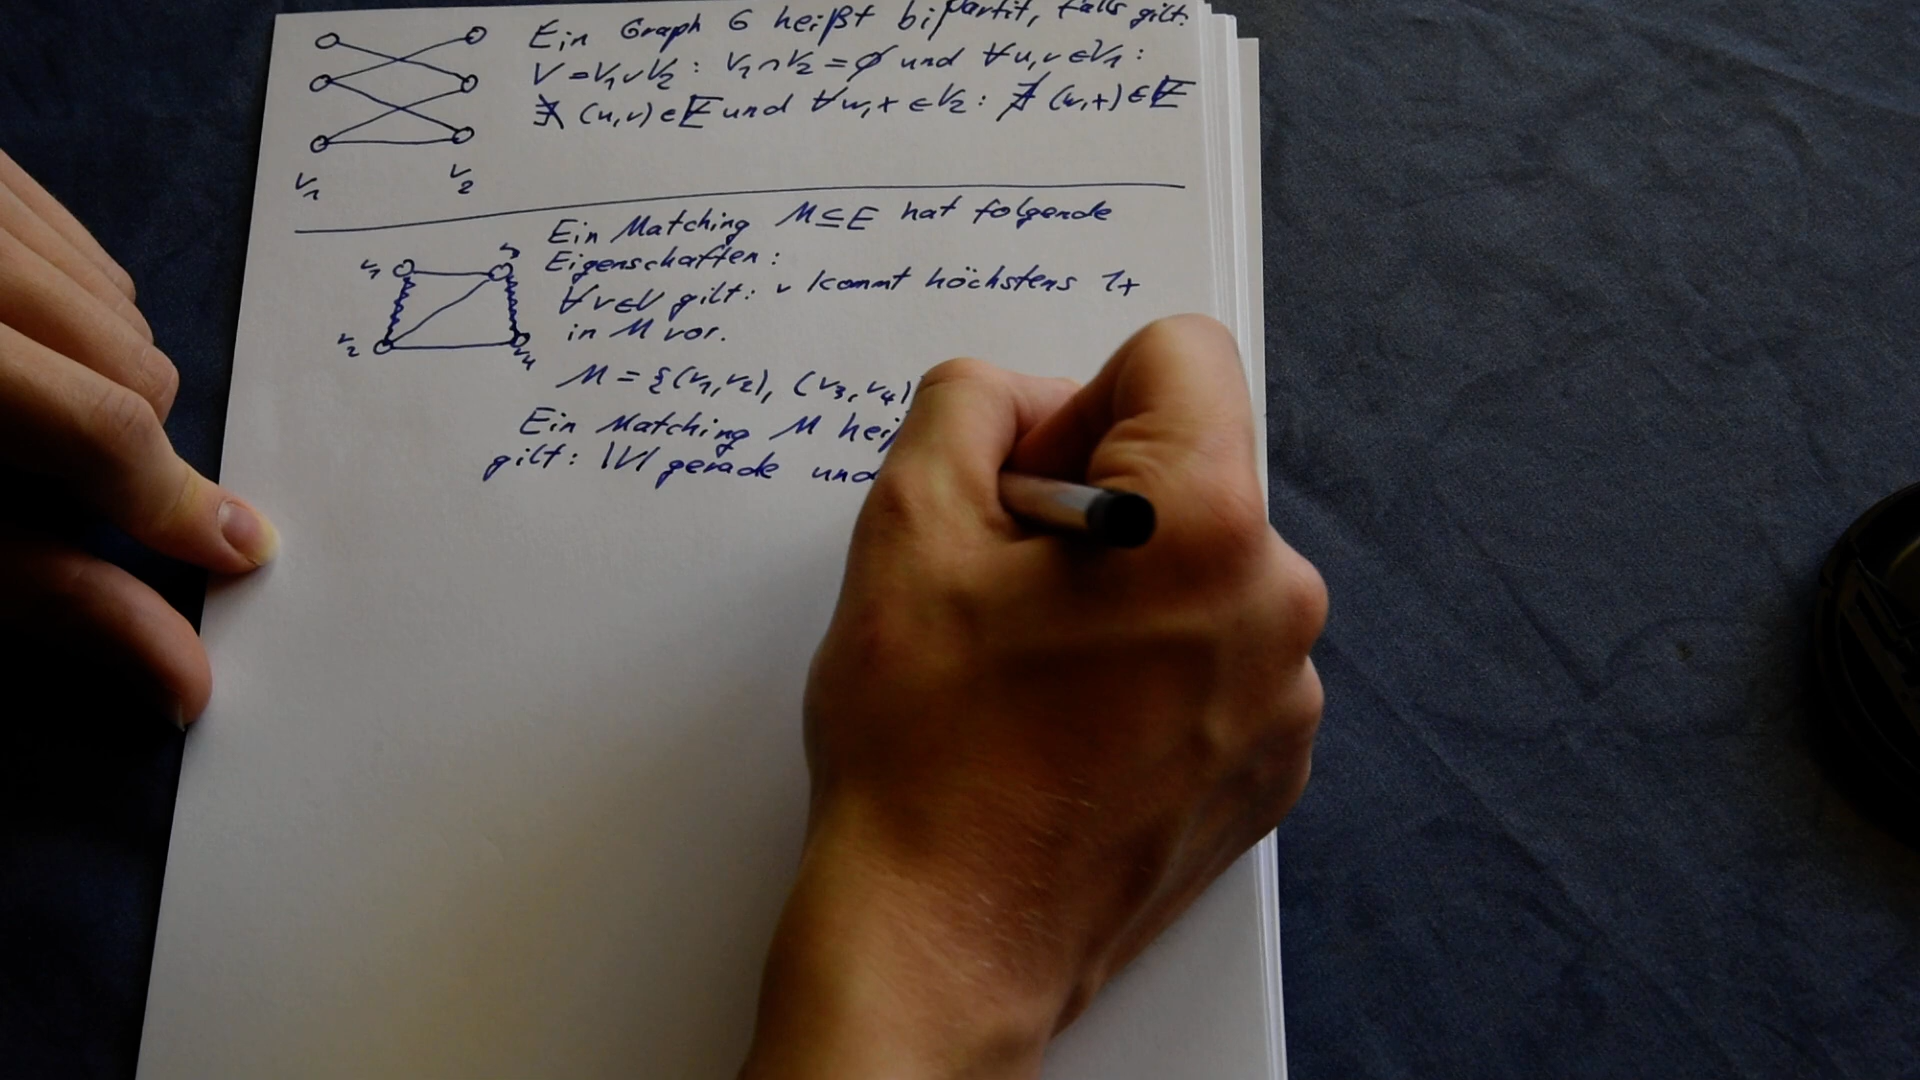 Ein Graph G heißt bipartit, falls gilt:
V = V₁ ∪ V₂ : V₁ ∩ V₂ = ∅ und ∀ u,v ∈ V₁ :
∄ (u,v) ∈ E und ∀ w,x ∈ V₂ : ∄ (w,x) ∈ E
V₁ V₂
Ein Matching M ⊆ E hat folgende
Eigenschaften :
∀ v ∈ V gilt : v kommt höchstens 1x
in M vor.
v₁
v₂ v₄
M = {(v₁,v₂), (v₃,v₄)
Ein Matching M heiß
gilt : |V| gerade und